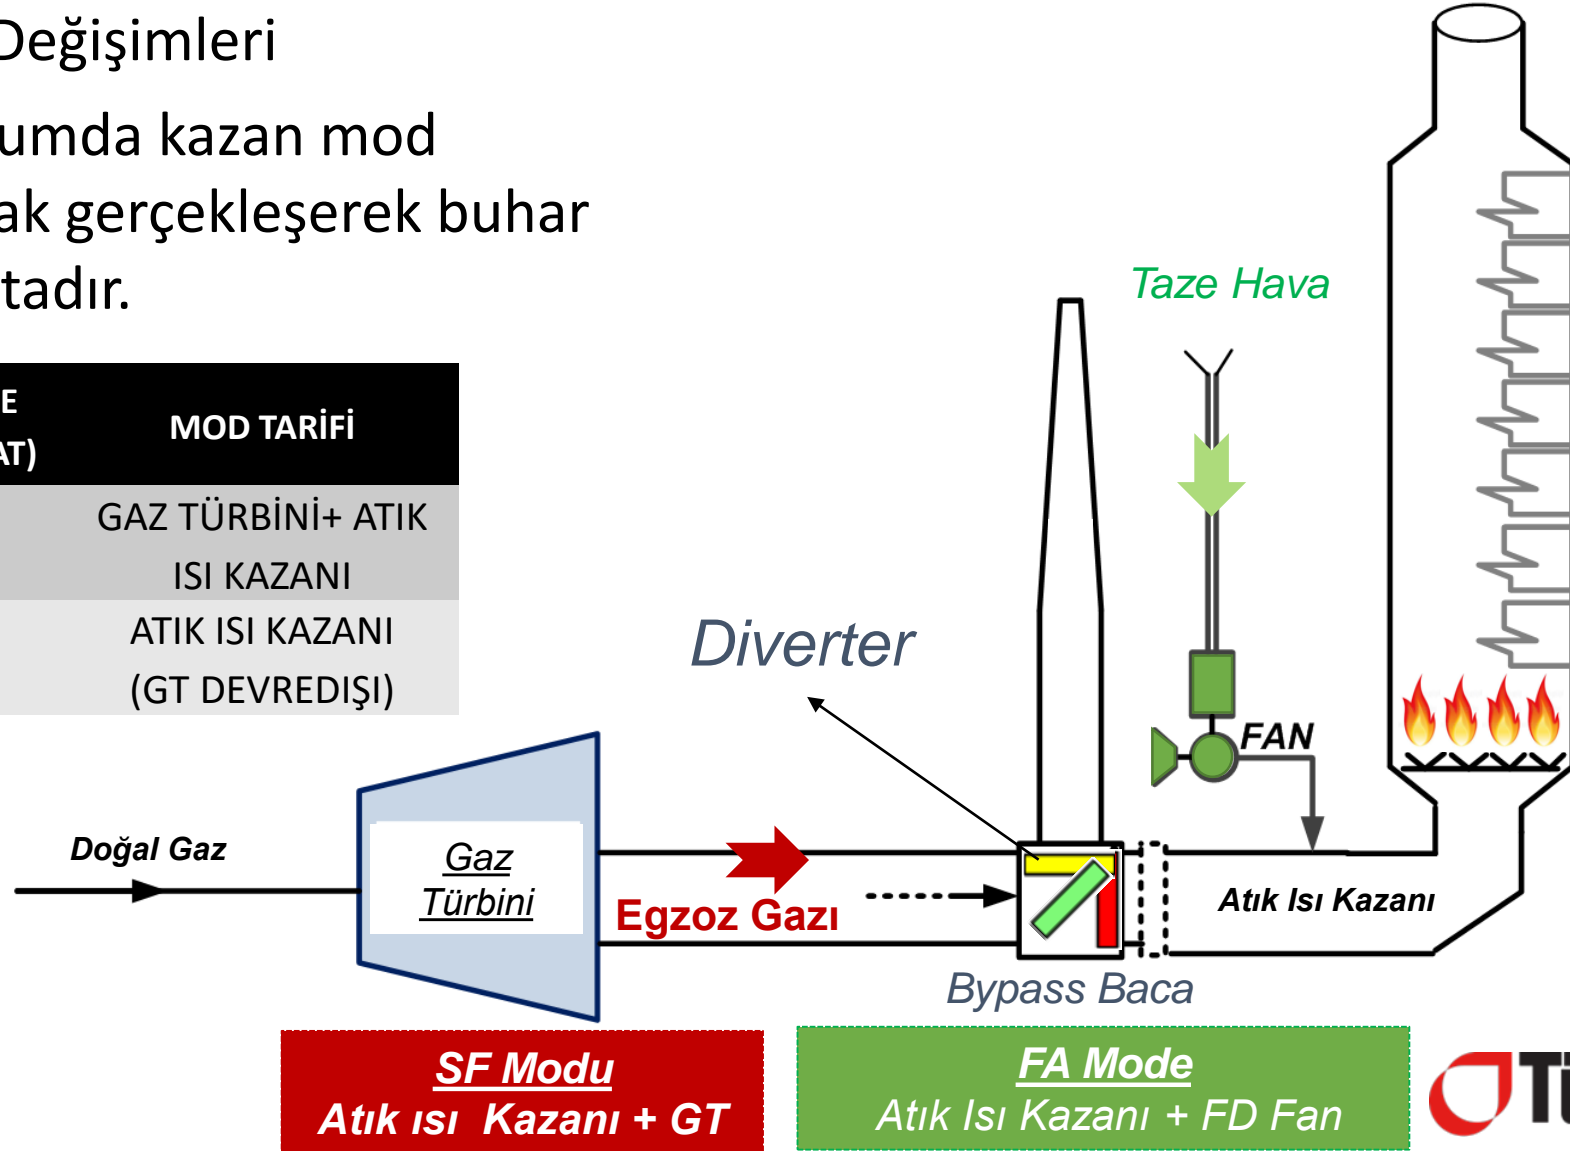 Değişimleri
umda kazan mod
ak gerçekleşerek buhar
tadır.
E
AT)
MOD TARİFİ
GAZ TÜRBİNİ+ ATIK
ISI KAZANI
ATIK ISI KAZANI
(GT DEVREDIŞI)
Taze Hava
Diverter
FAN
Doğal Gaz
Gaz
Türbini
Egzoz Gazı
Atık Isı Kazanı
Bypass Baca
SF Modu
Atık ısı Kazanı + GT
FA Mode
Atık Isı Kazanı + FD Fan
Tü